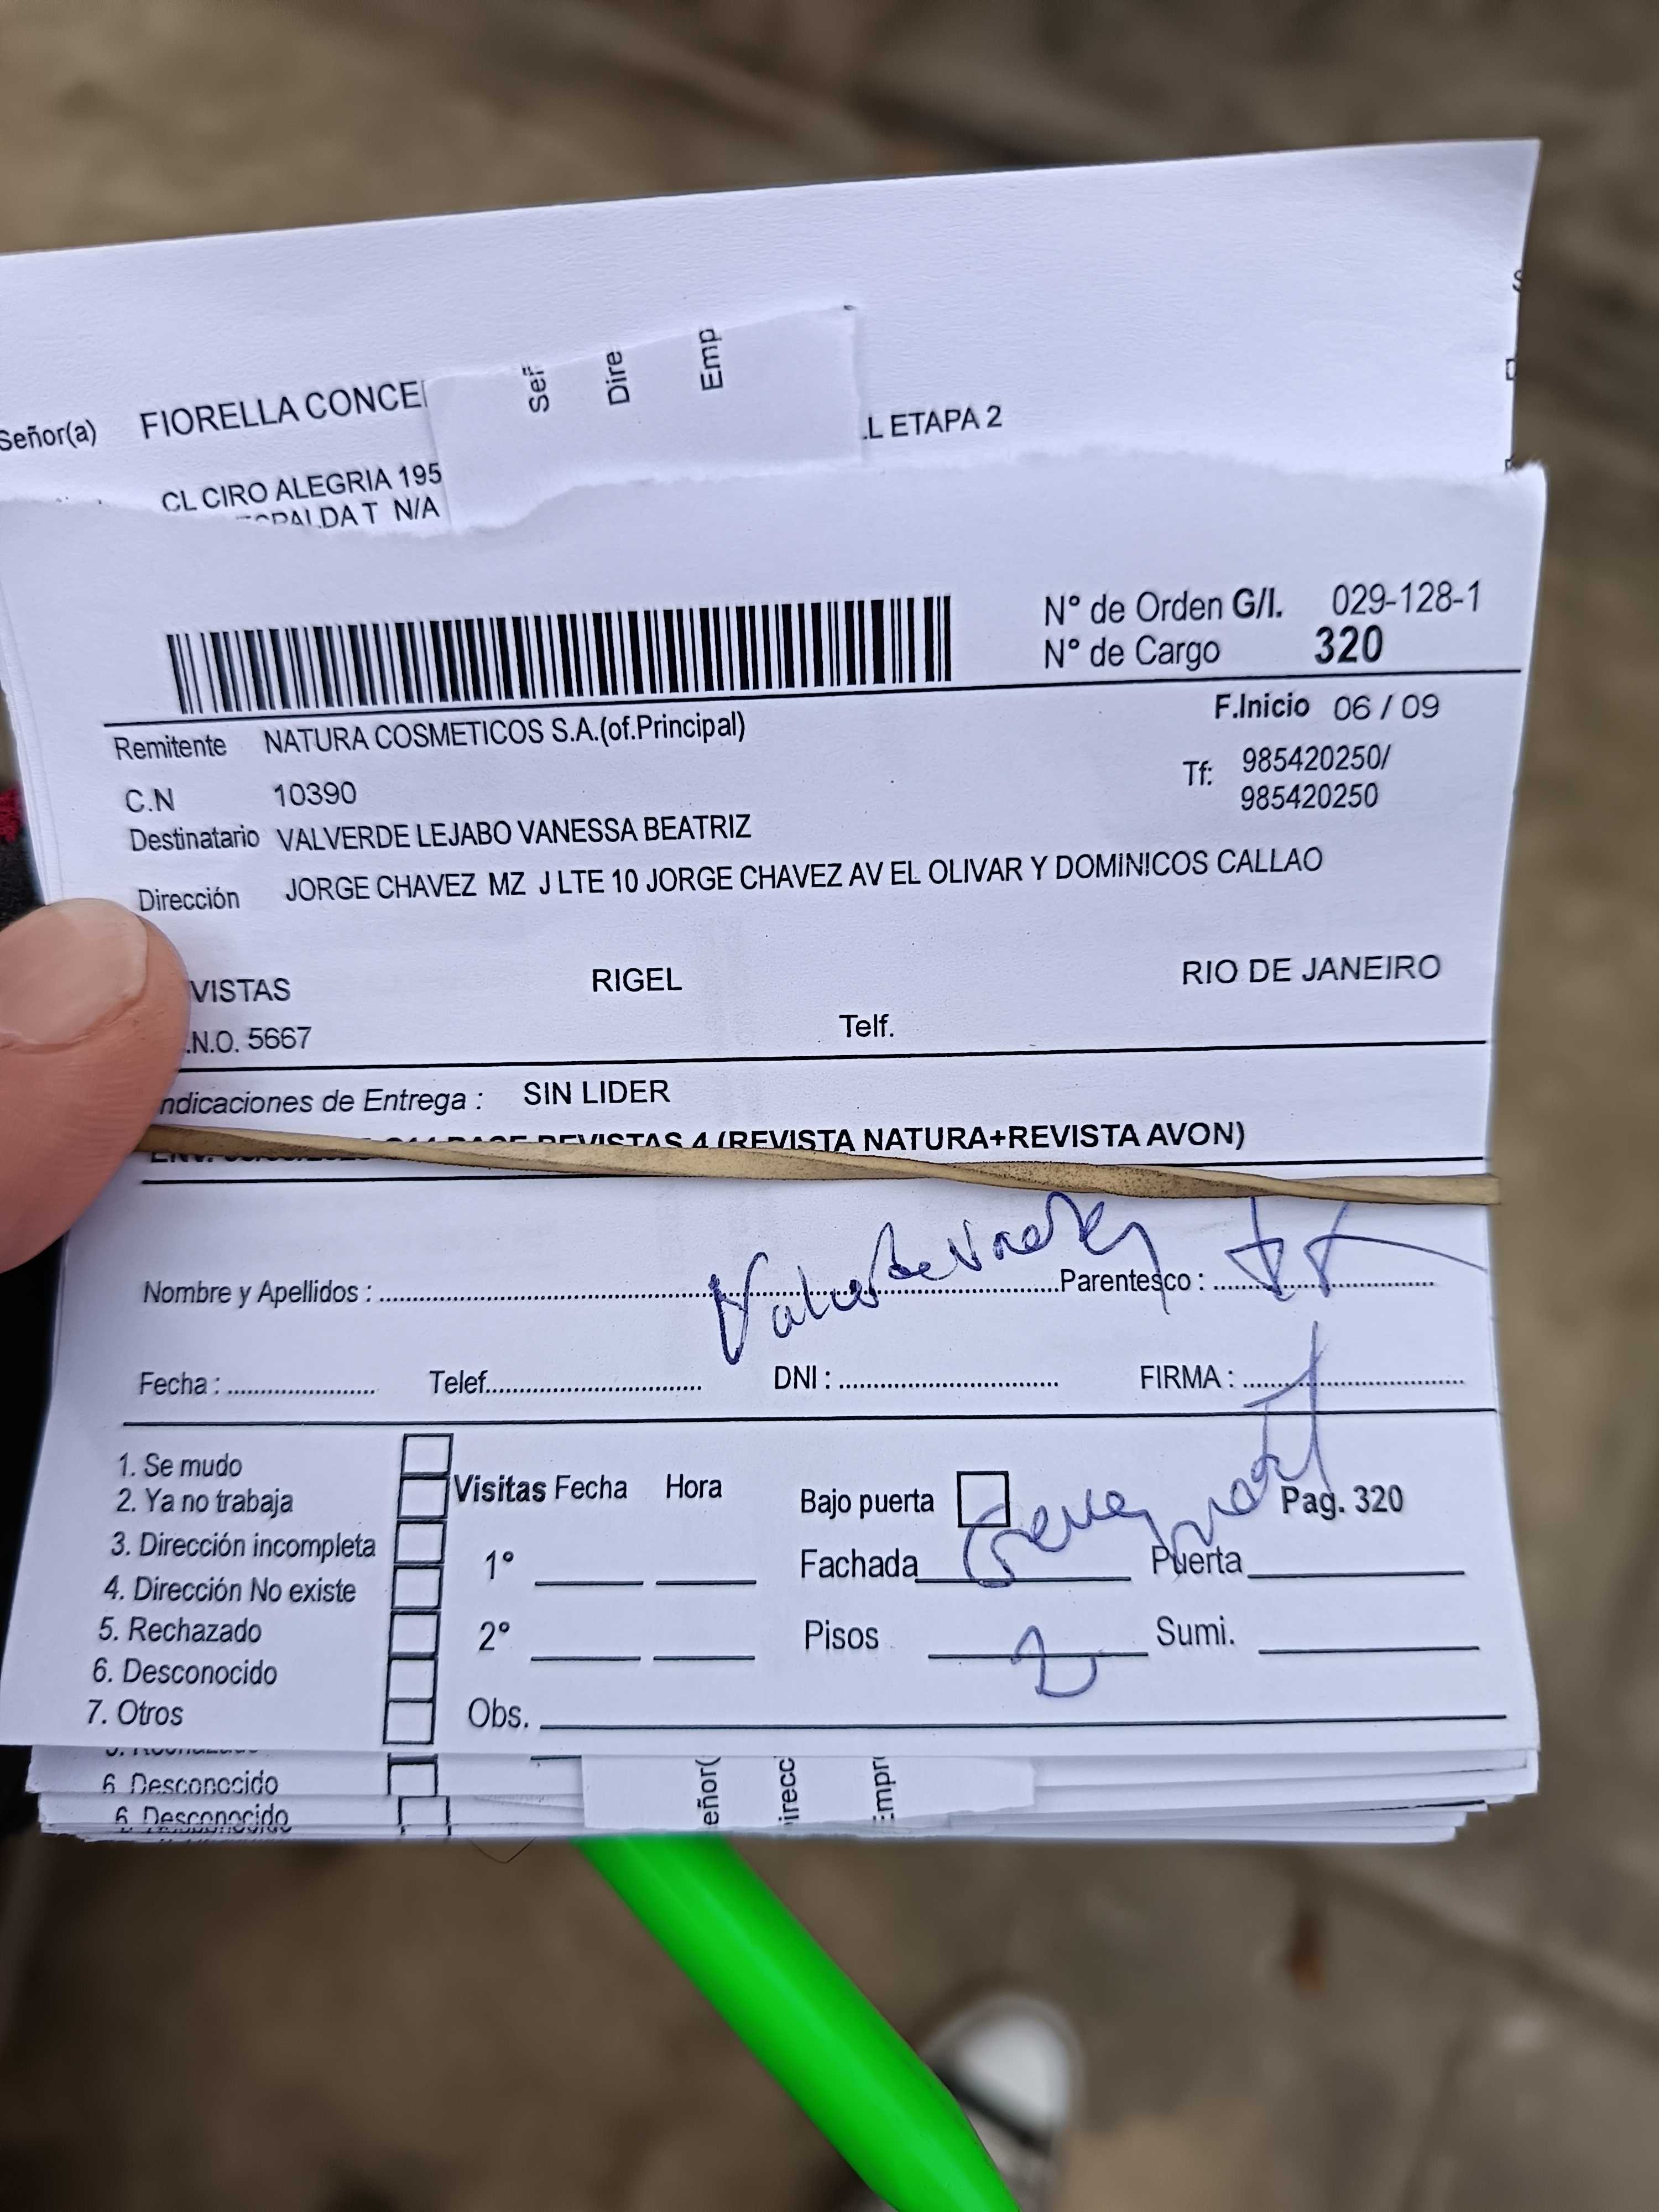 Señor(a) FIORELLA CONCE
Señ
Dire
Emp
L ETAPA 2
CL CIRO ALEGRIA 195
N/A
N° de Orden G/I. 029-128-1
N° de Cargo 320
F.Inicio 06 / 09
Remitente NATURA COSMETICOS S.A.(of.Principal)
Tf: 985420250/
985420250
C.N 10390
Destinatario VALVERDE LEJABO VANESSA BEATRIZ
Dirección JORGE CHAVEZ MZ J LTE 10 JORGE CHAVEZ AV EL OLIVAR Y DOMINICOS CALLAO
VISTAS RIGEL RIO DE JANEIRO
.N.O. 5667 Telf.
ndicaciones de Entrega : SIN LIDER
REVISTAS 4 (REVISTA NATURA+REVISTA AVON)
Nombre y Apellidos : Valverde Parentesco : TT
Fecha : Telef. DNI : FIRMA :
1. Se mudo
2. Ya no trabaja
3. Dirección incompleta
4. Dirección No existe
5. Rechazado
6. Desconocido
7. Otros
Visitas Fecha Hora
1°
2°
Obs.
Bajo puerta Pag. 320
Fachada Puerta
Pisos 2 Sumi.
6. Desconocido
6. Desconocido
eñor(
irecc
Empr